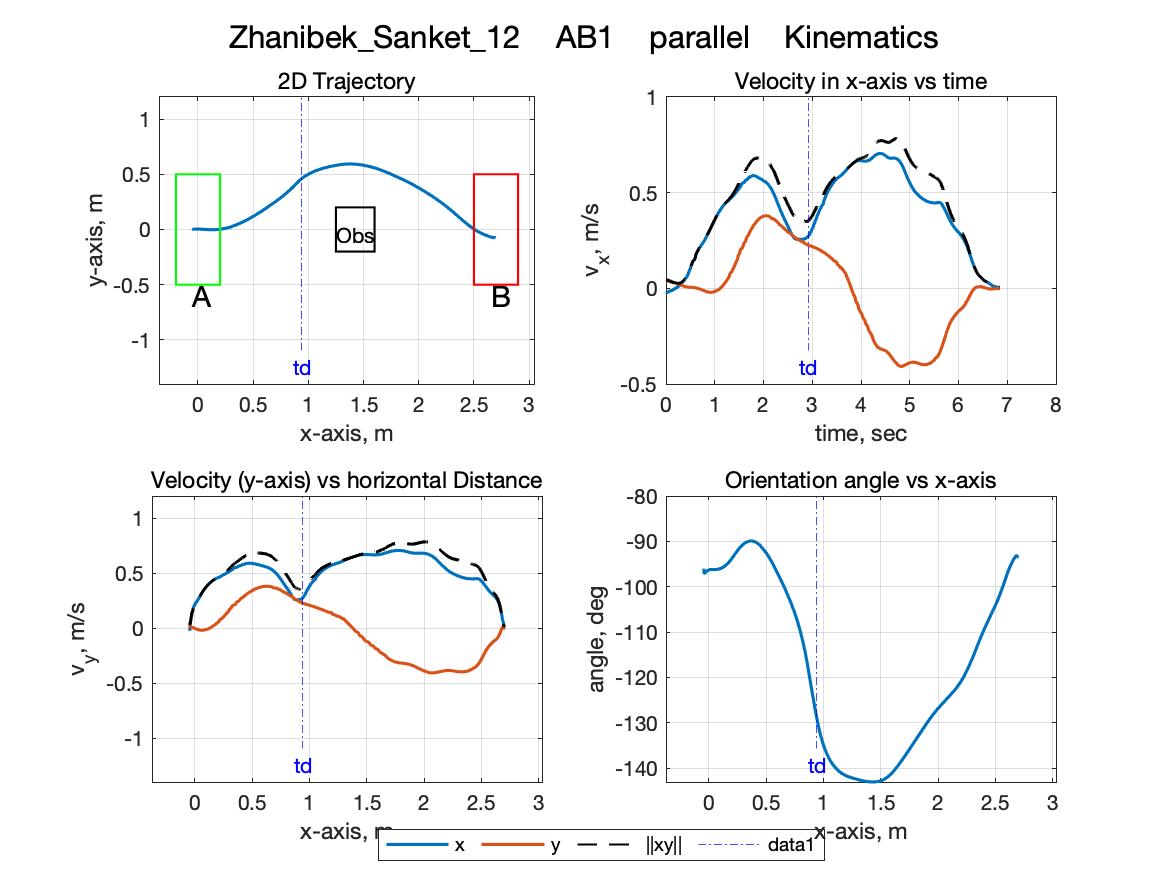 Zhanibek_Sanket_12 AB1 parallel Kinematics
2D Trajectory
1
0.5
0
-0.5
-1
y-axis, m
A
Obs
B
td
0 0.5 1 1.5 2 2.5 3
x-axis, m
Velocity in x-axis vs time
1
0.5
0
-0.5
v_x, m/s
td
0 1 2 3 4 5 6 7 8
time, sec
Velocity (y-axis) vs horizontal Distance
1
0.5
0
-0.5
-1
v_y, m/s
td
0 0.5 1 1.5 2 2.5 3
x-axis, m
Orientation angle vs x-axis
-80
-90
-100
-110
-120
-130
-140
angle, deg
td
0 0.5 1 1.5 2 2.5 3
x-axis, m
x y ||xy|| data1